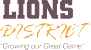 LIONS
DISTRICT
"Growing our Great Game"